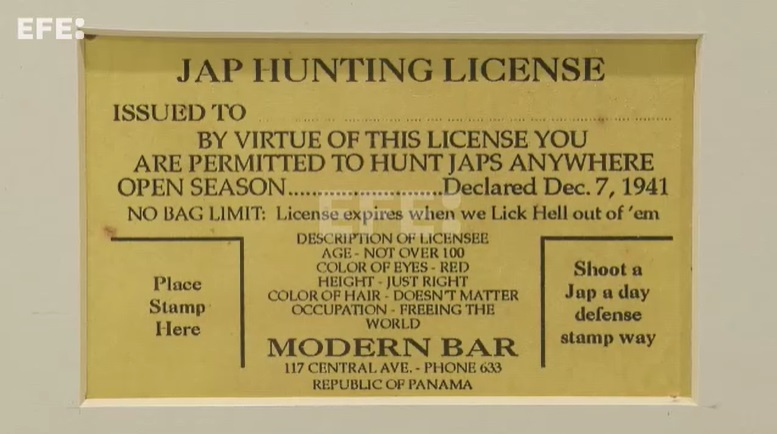 EFE:
JAP HUNTING LICENSE
ISSUED TO ........................................................
BY VIRTUE OF THIS LICENSE YOU
ARE PERMITTED TO HUNT JAPS ANYWHERE
OPEN SEASON..........................Declared Dec. 7, 1941
EFE:
NO BAG LIMIT: License expires when we Lick Hell out of 'em
DESCRIPTION OF LICENSEE
AGE - NOT OVER 100
COLOR OF EYES - RED
HEIGHT - JUST RIGHT
COLOR OF HAIR - DOESN'T MATTER
OCCUPATION - FREEING THE
WORLD
Place
Stamp
Here
Shoot a
Jap a day
defense
stamp way
MODERN BAR
117 CENTRAL AVE. - PHONE 633
REPUBLIC OF PANAMA